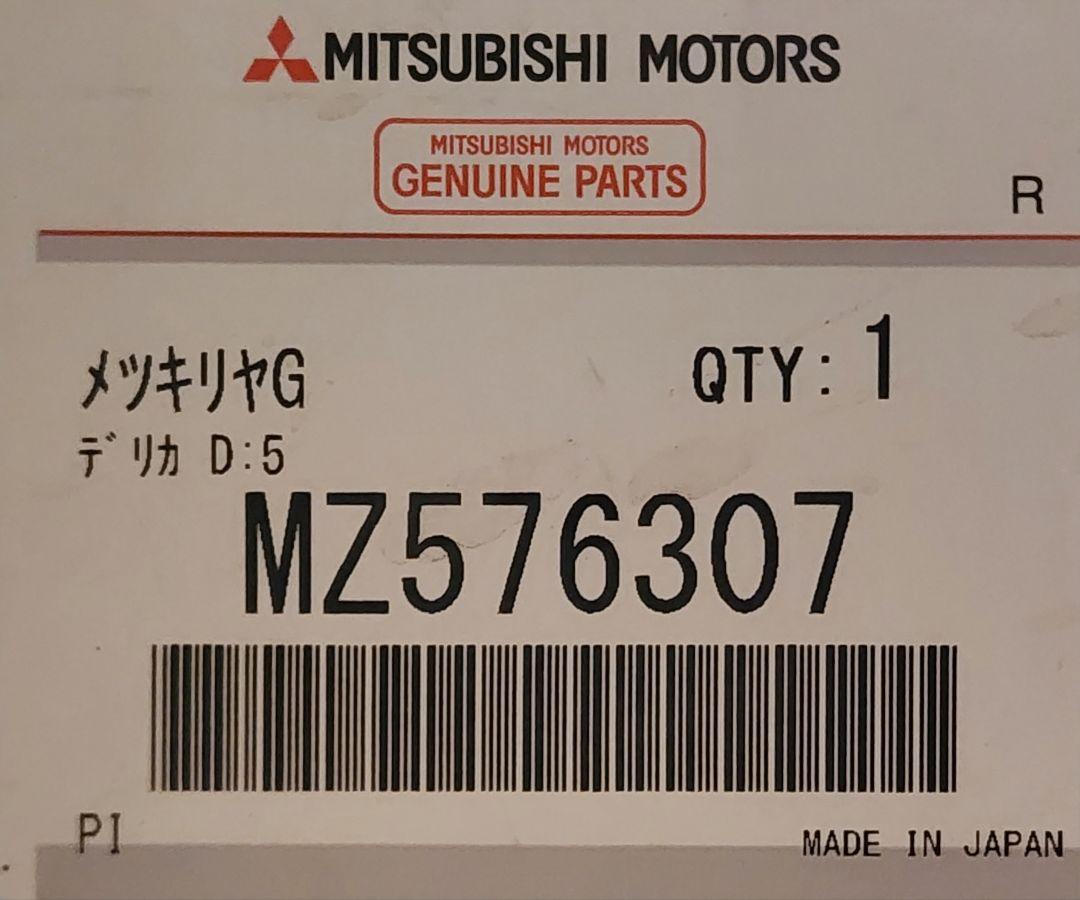 MITSUBISHI MOTORS
MITSUBISHI MOTORS
GENUINE PARTS
R
ﾒﾂｷﾘﾔG
QTY: 1
ﾃﾞﾘｶ D:5
MZ576307
PI
MADE IN JAPAN